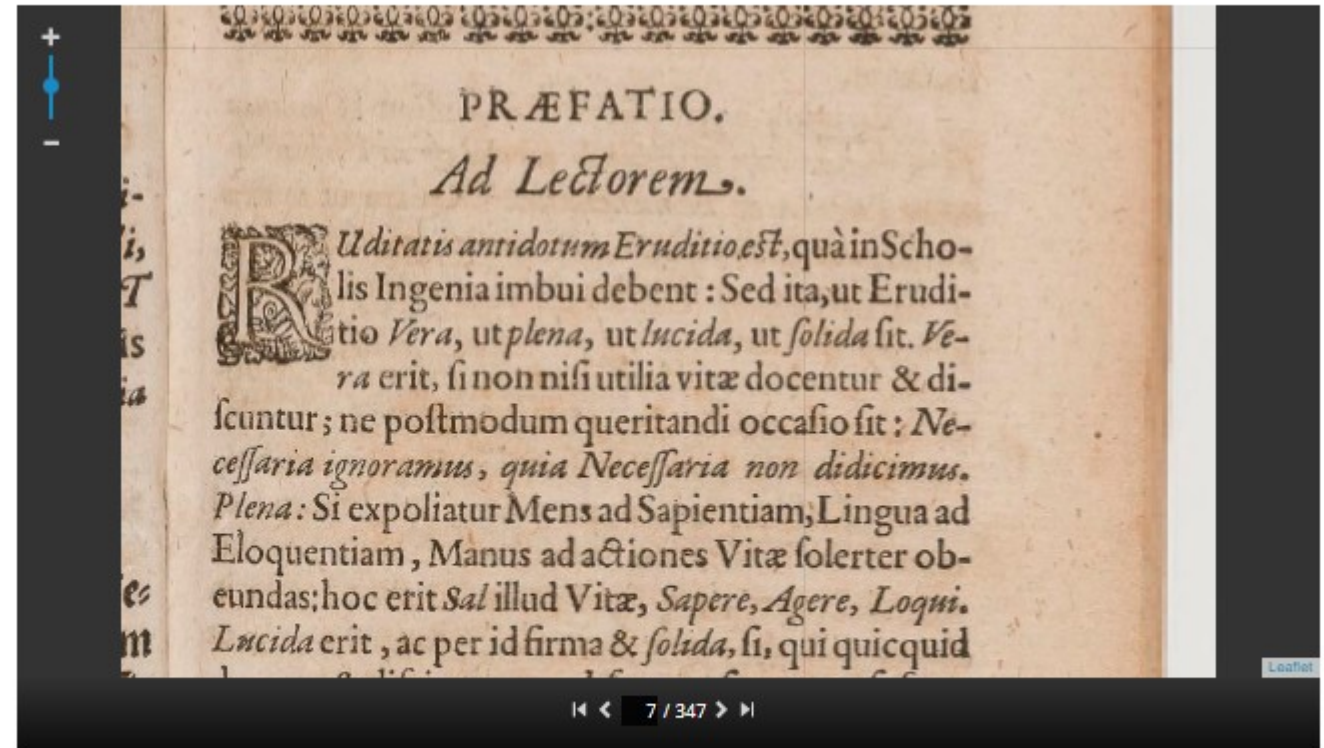 PRÆFATIO.
Ad Lectorem.
RUditatis antidotum Eruditio est, quà in Scho-
lis Ingenia imbui debent : Sed ita, ut Erudi-
tio Vera, ut plena, ut lucida, ut ſolida ſit. Ve-
ra erit, ſi non niſi utilia vitæ docentur & di-
ſcuntur; ne poſtmodum queritandi occaſio ſit : Ne-
ceſſaria ignoramus, quia Neceſſaria non didicimus.
Plena: Si expoliatur Mens ad Sapientiam, Lingua ad
Eloquentiam, Manus ad actiones Vitæ ſolerter ob-
eundas: hoc erit Sal illud Vitæ, Sapere, Agere, Loqui.
Lucida erit, ac per id firma & ſolida, ſi, qui quicquid
Leaflet
7 / 347